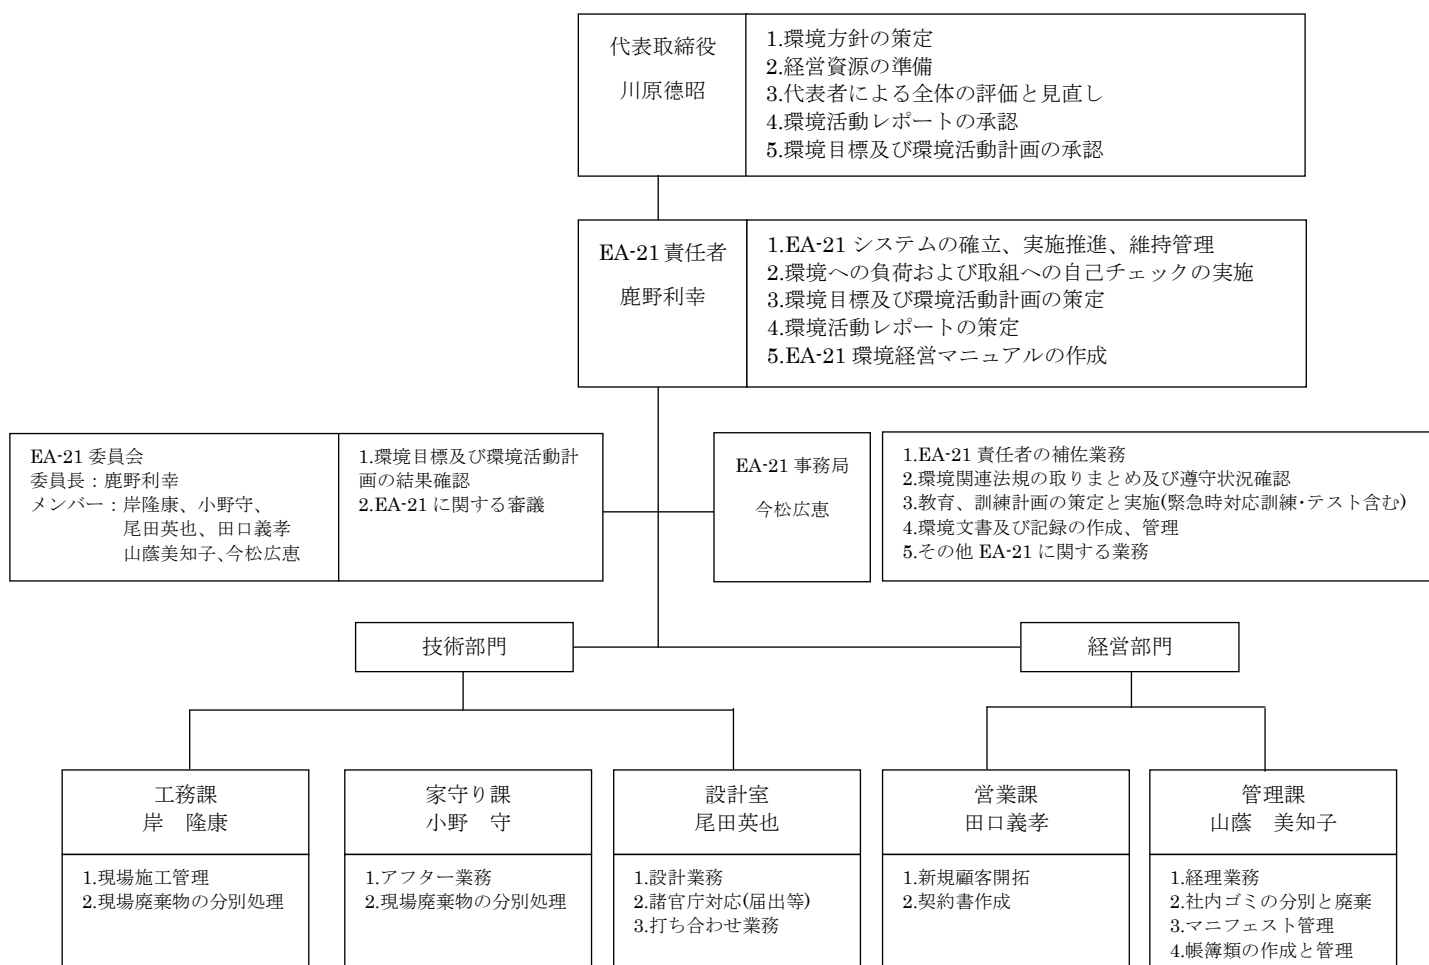 代表取締役
川原德昭
1.環境方針の策定
2.経営資源の準備
3.代表者による全体の評価と見直し
4.環境活動レポートの承認
5.環境目標及び環境活動計画の承認
EA-21 責任者
鹿野利幸
1.EA-21 システムの確立、実施推進、維持管理
2.環境への負荷および取組への自己チェックの実施
3.環境目標及び環境活動計画の策定
4.環境活動レポートの策定
5.EA-21 環境経営マニュアルの作成
EA-21 委員会
委員長：鹿野利幸
メンバー：岸隆康、小野守、
尾田英也、田口義孝
山蔭美知子、今松広恵
1.環境目標及び環境活動計
画の結果確認
2.EA-21 に関する審議
EA-21 事務局
今松広恵
1.EA-21 責任者の補佐業務
2.環境関連法規の取りまとめ及び遵守状況確認
3.教育、訓練計画の策定と実施(緊急時対応訓練･テスト含む)
4.環境文書及び記録の作成、管理
5.その他 EA-21 に関する業務
技術部門
経営部門
工務課
岸　隆康
1.現場施工管理
2.現場廃棄物の分別処理
家守り課
小野　守
1.アフター業務
2.現場廃棄物の分別処理
設計室
尾田英也
1.設計業務
2.諸官庁対応(届出等)
3.打ち合わせ業務
営業課
田口義孝
1.新規顧客開拓
2.契約書作成
管理課
山蔭　美知子
1.経理業務
2.社内ゴミの分別と廃棄
3.マニフェスト管理
4.帳簿類の作成と管理